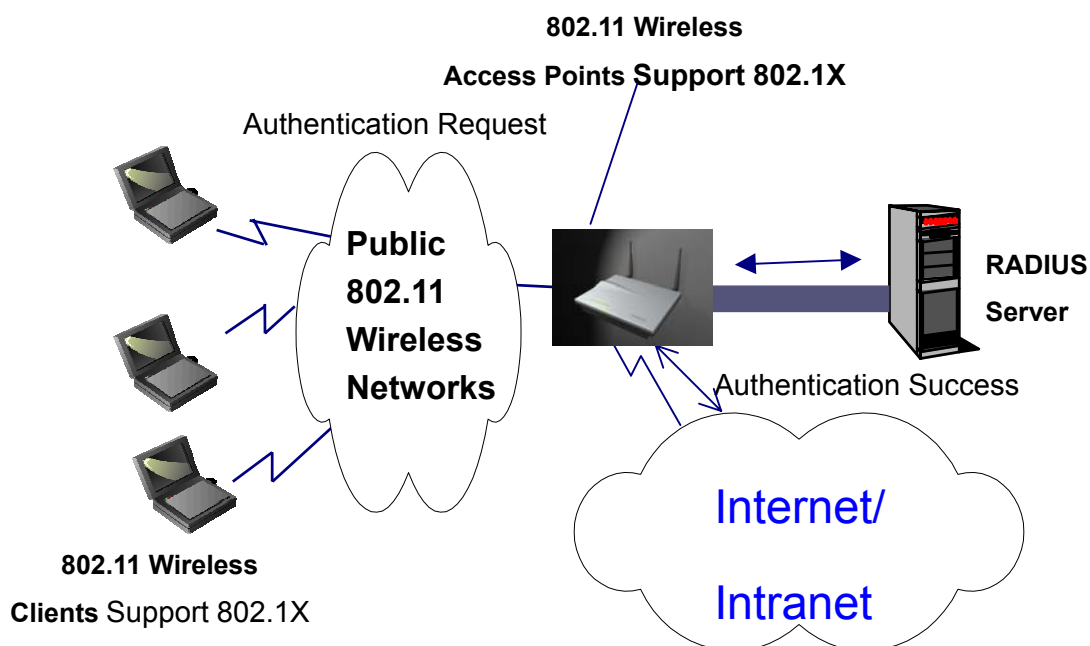 802.11 Wireless
Access Points Support 802.1X
Authentication Request
Public
802.11
Wireless
Networks
RADIUS
Server
Authentication Success
Internet/
Intranet
802.11 Wireless
Clients Support 802.1X